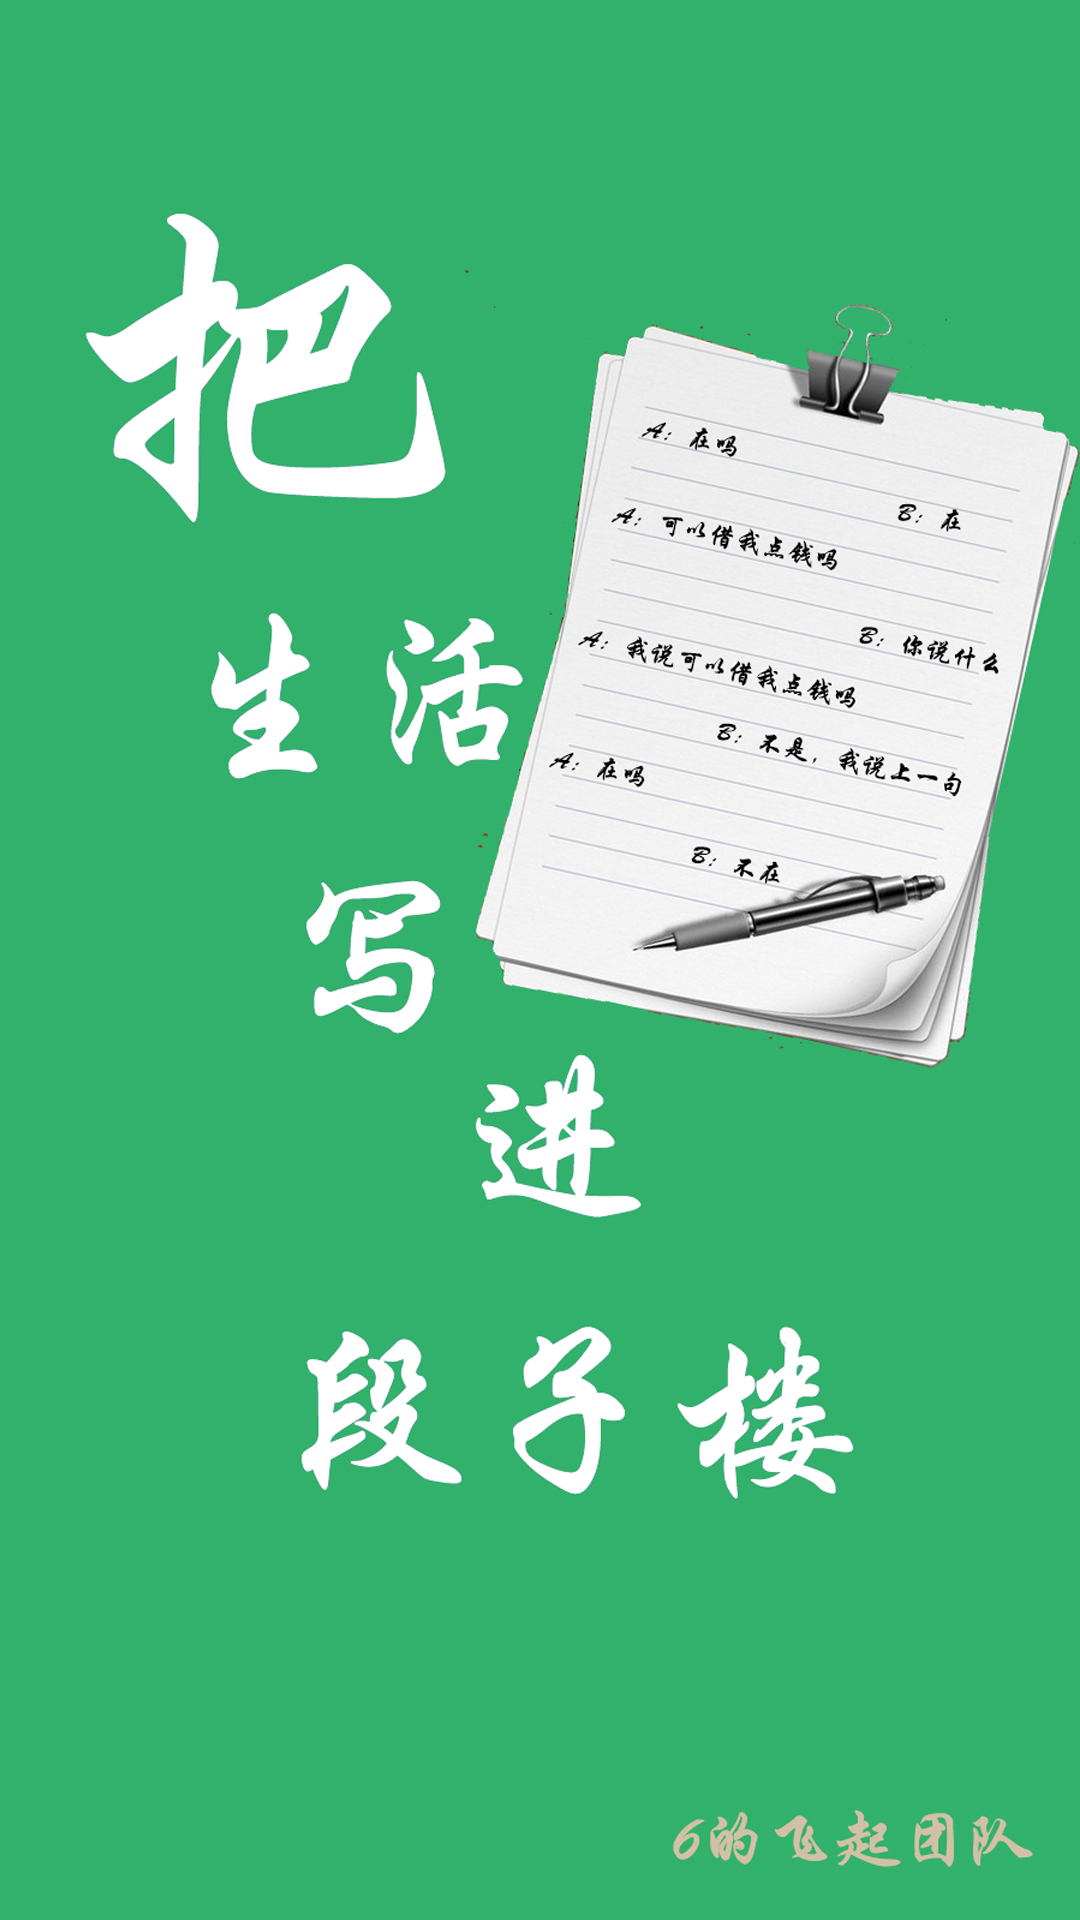 把
生活
写
进
段子楼
A：在吗
B：在
A：可以借我点钱吗
B：你说什么
A：我说可以借我点钱吗
B：不是，我说上一句
A：在吗
B：不在
6的飞起团队